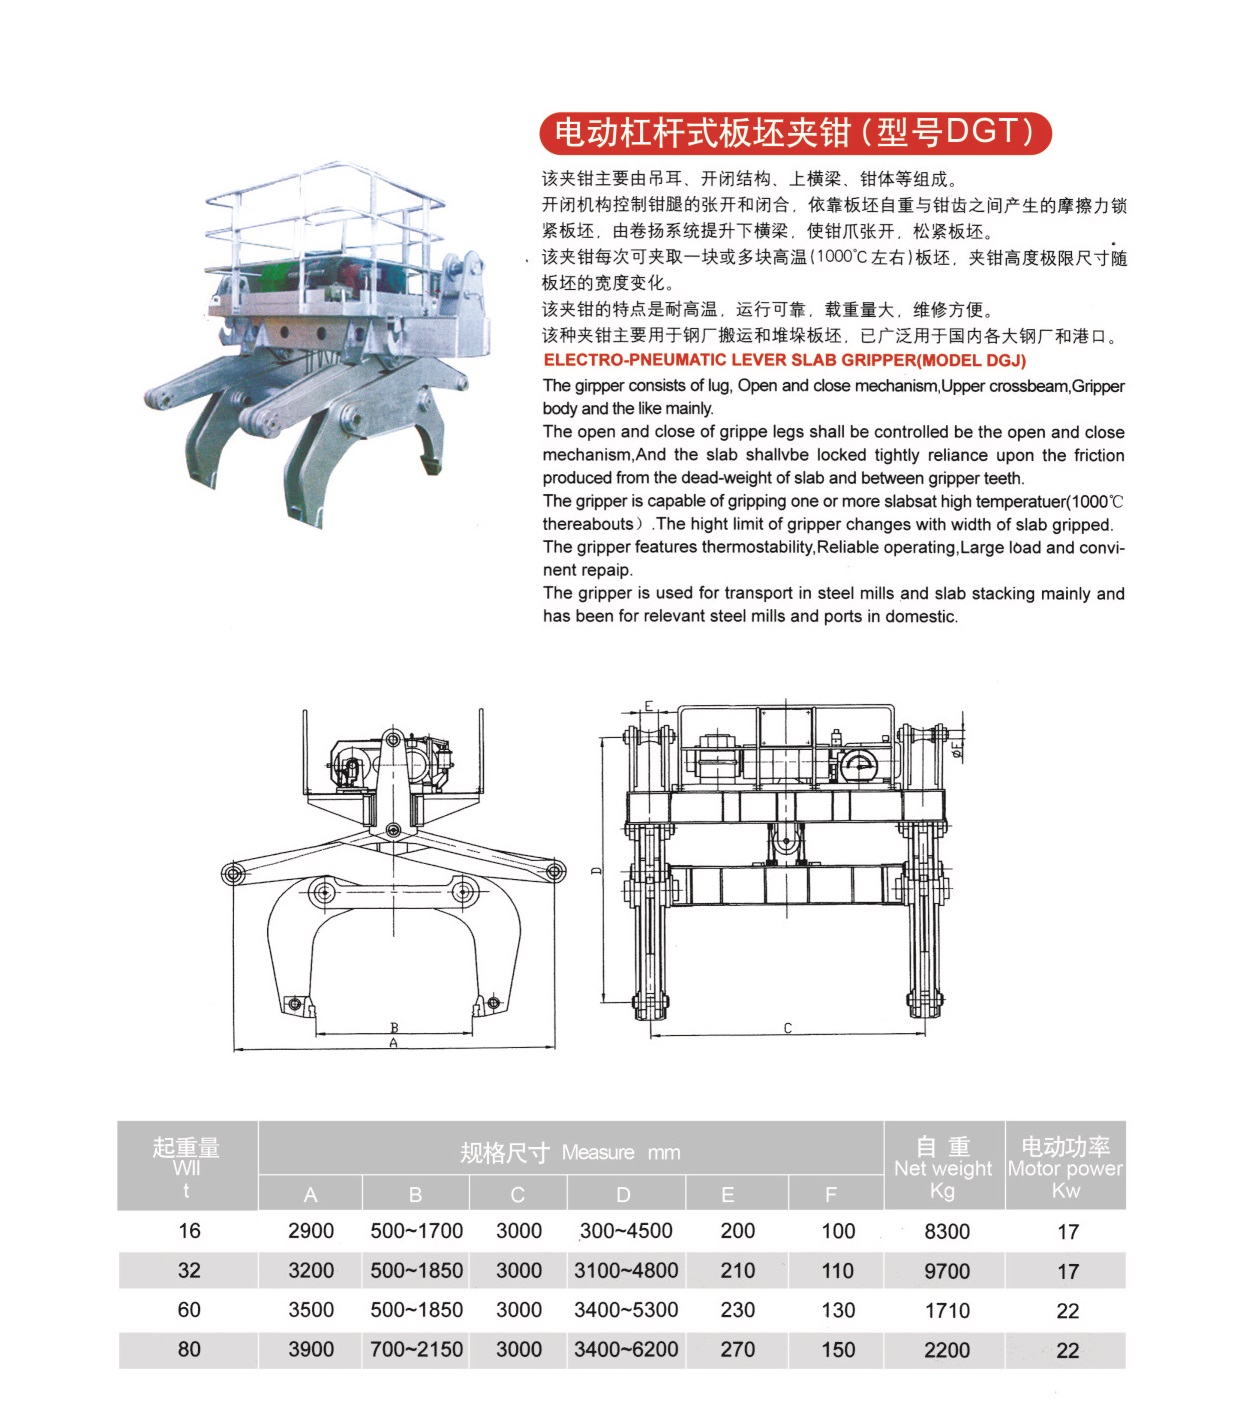 电动杠杆式板坯夹钳(型号DGT)
该夹钳主要由吊耳、开闭结构、上横梁、钳体等组成。
开闭机构控制钳腿的张开和闭合，依靠板坯自重与钳齿之间产生的摩擦力锁
紧板坯，由卷扬系统提升下横梁，使钳爪张开，松紧板坯。
该夹钳每次可夹取一块或多块高温(1000℃左右)板坯，夹钳高度极限尺寸随
板坯的宽度变化。
该夹钳的特点是耐高温，运行可靠，载重量大，维修方便。
该种夹钳主要用于钢厂搬运和堆垛板坯，已广泛用于国内各大钢厂和港口。
ELECTRO-PNEUMATIC LEVER SLAB GRIPPER(MODEL DGJ)
The girpper consists of lug, Open and close mechanism,Upper crossbeam,Gripper
body and the like mainly.
The open and close of grippe legs shall be controlled be the open and close
mechanism,And the slab shallvbe locked tightly reliance upon the friction
produced from the dead-weight of slab and between gripper teeth.
The gripper is capable of gripping one or more slabsat high temperatuer(1000℃
thereabouts）.The hight limit of gripper changes with width of slab gripped.
The gripper features thermostability,Reliable operating,Large load and convi-
nent repaip.
The gripper is used for transport in steel mills and slab stacking mainly and
has been for relevant steel mills and ports in domestic.
E
øF
D
B
A
C
起重量 规格尺寸 Measure mm 自 重 电动功率
Wll Net weight Motor power
t A B C D E F Kg Kw
16 2900 500~1700 3000 300~4500 200 100 8300 17
32 3200 500~1850 3000 3100~4800 210 110 9700 17
60 3500 500~1850 3000 3400~5300 230 130 1710 22
80 3900 700~2150 3000 3400~6200 270 150 2200 22